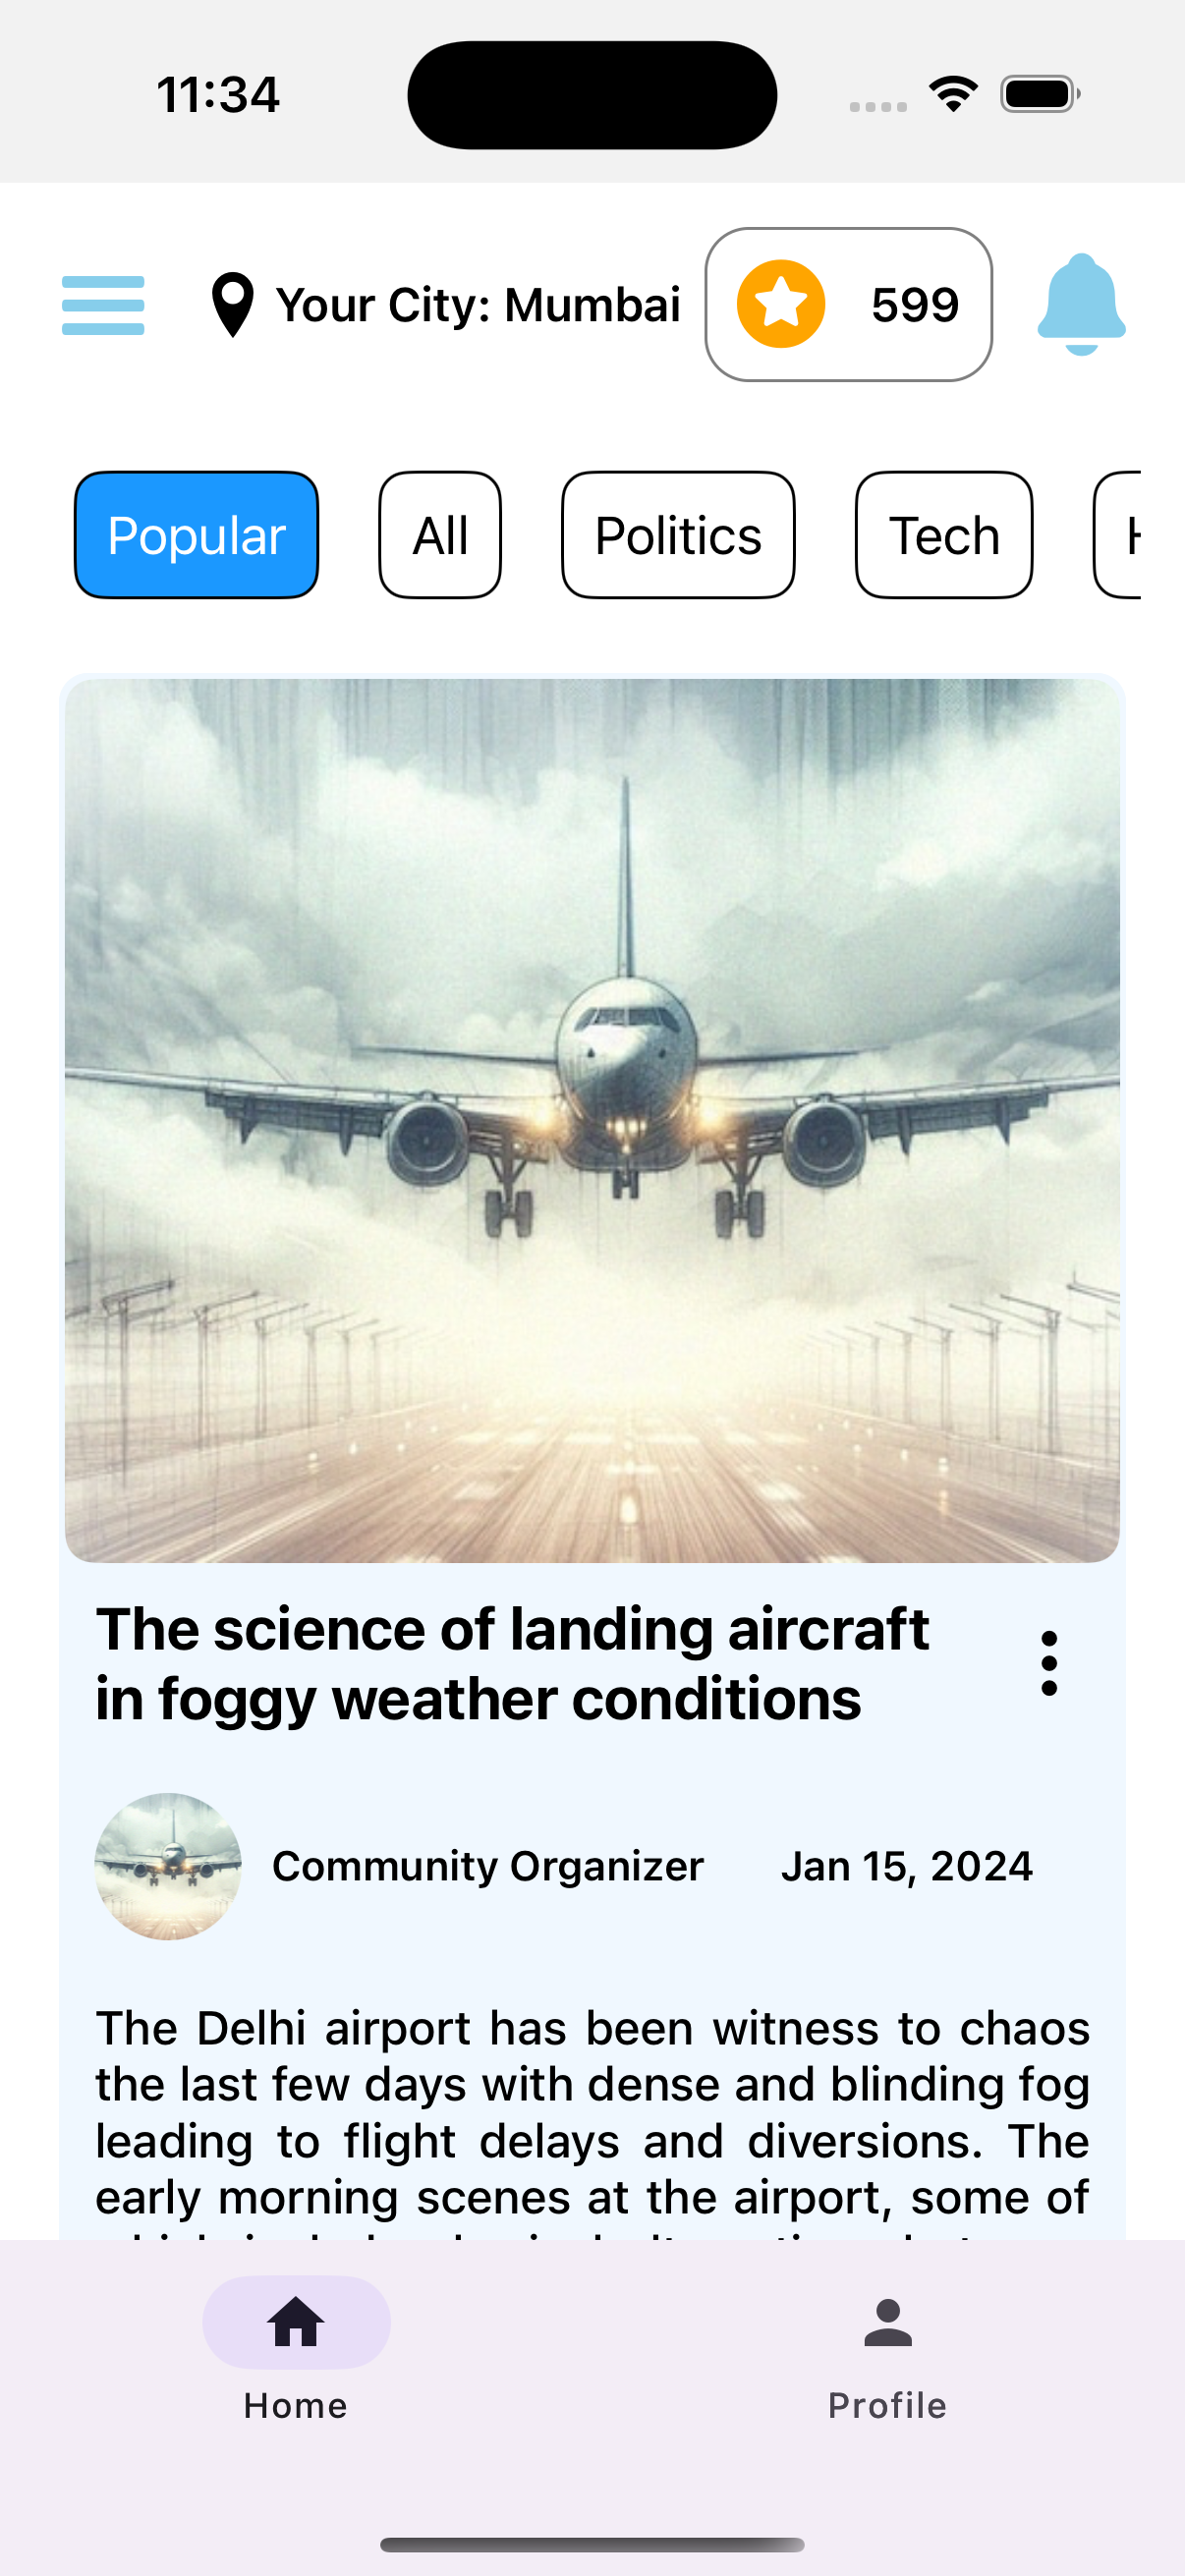 11:34
Your City: Mumbai
599
Popular
All
Politics
Tech
The science of landing aircraft
in foggy weather conditions
Community Organizer
Jan 15, 2024
The Delhi airport has been witness to chaos
the last few days with dense and blinding fog
leading to flight delays and diversions. The
early morning scenes at the airport, some of
Home
Profile